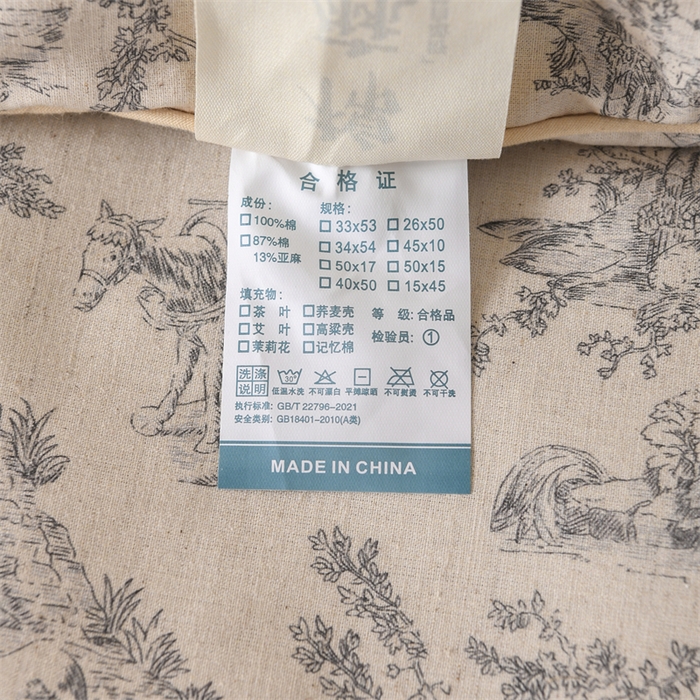 合格证
成份:
□100%棉
□87%棉
13%亚麻
规格:
□ 33x53 □ 26x50
□ 34x54 □ 45x10
□ 50x17 □ 50x15
□ 40x50 □ 15x45
填充物:
□茶 叶 □荞麦壳
□艾 叶 □高粱壳
□茉莉花 □记忆棉
等 级:合格品
检验员: ①
洗涤说明
30°
低温水洗 不可漂白 平摊晾晒 不可熨烫 不可干洗
执行标准: GB/T 22796-2021
安全类别: GB18401-2010(A类)
MADE IN CHINA